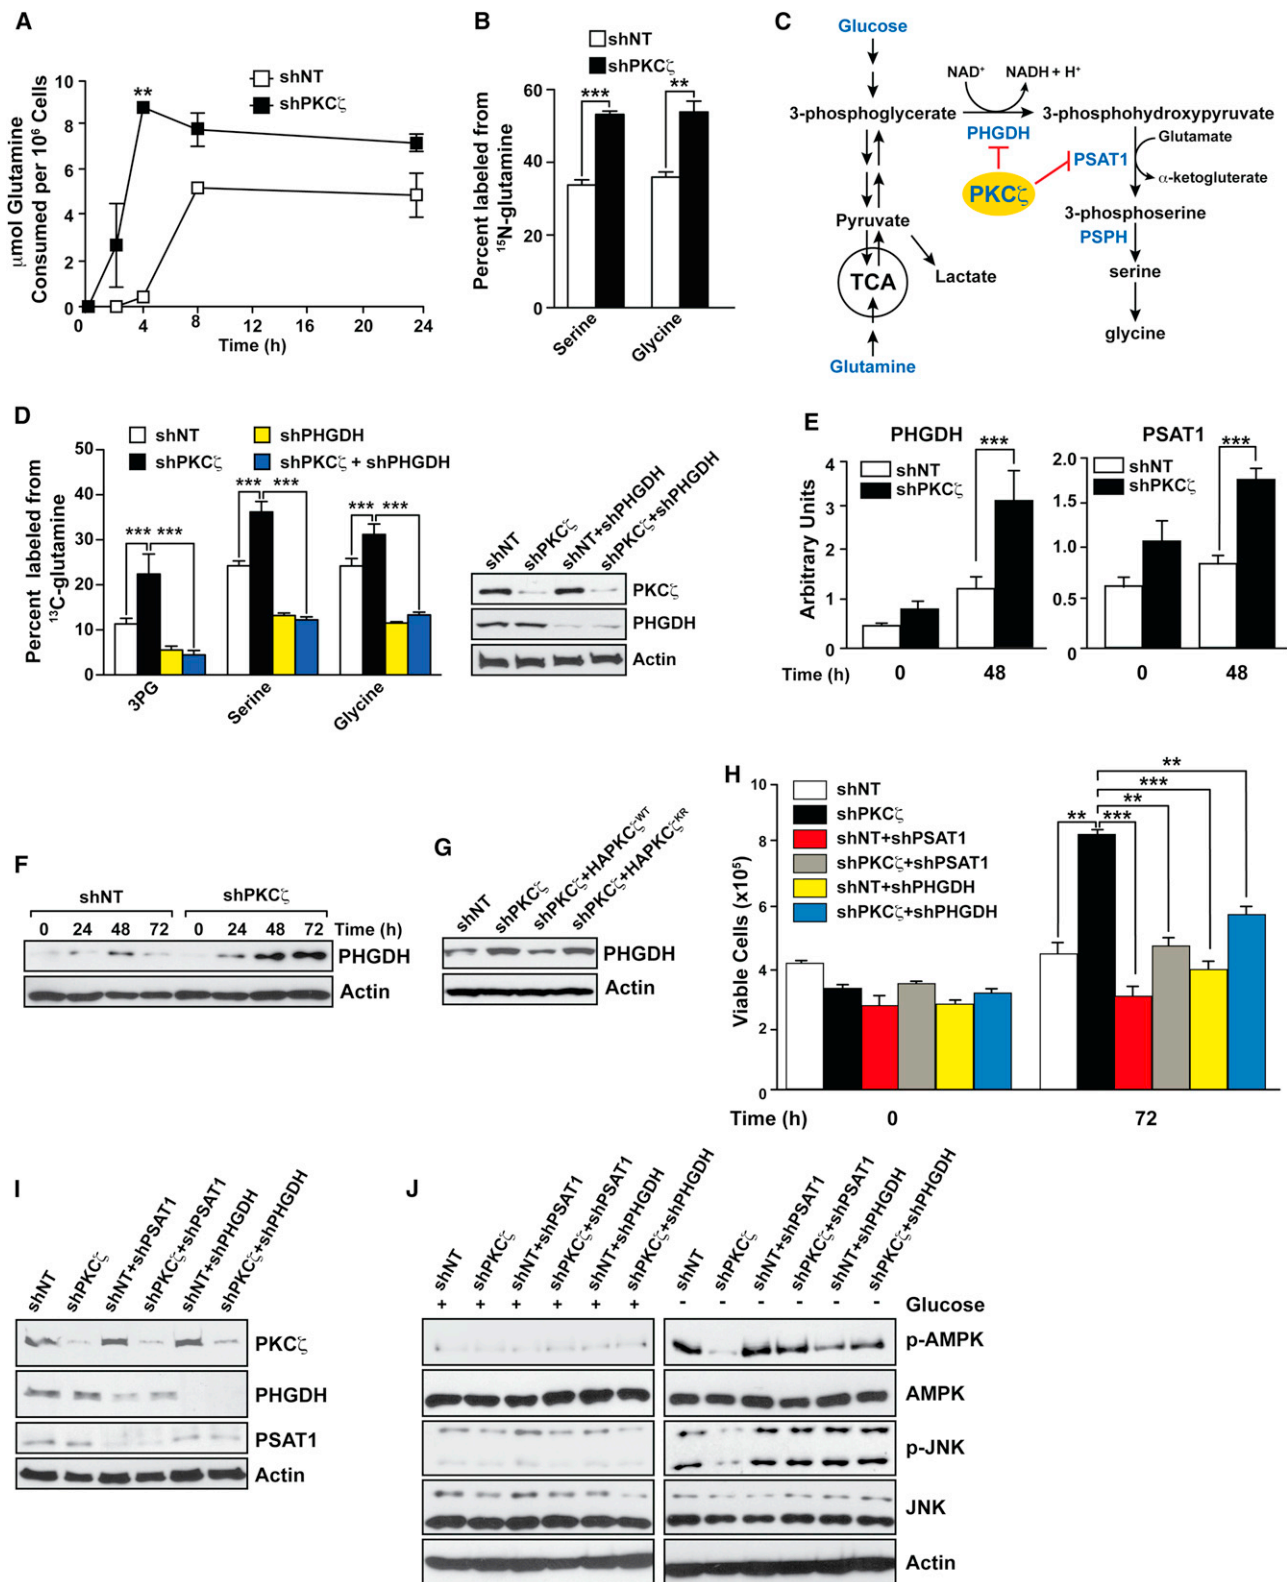 A
μmol Glutamine
Consumed per 10⁶ Cells
10
8
6
4
2
0
**
shNT
shPKCζ
0 4 8 12 16 20 24
Time (h)
B
shNT
shPKCζ
Percent labeled from
¹⁵N-glutamine
60
40
20
0
***
**
Serine
Glycine
C
Glucose
NAD⁺
NADH + H⁺
3-phosphoglycerate
3-phosphohydroxypyruvate
PHGDH
PSAT1
Glutamate
α-ketogluterate
PKCζ
3-phosphoserine
PSPH
Pyruvate
Lactate
TCA
serine
glycine
Glutamine
D
shNT
shPKCζ
shPHGDH
shPKCζ + shPHGDH
Percent labeled from
¹³C-glutamine
50
40
30
20
10
0
*** ***
*** ***
*** ***
3PG
Serine
Glycine
shNT
shPKCζ
shNT+shPHGDH
shPKCζ+shPHGDH
PKCζ
PHGDH
Actin
E
PHGDH
shNT
shPKCζ
***
Arbitrary Units
4
3
2
1
0
Time (h) 0 48
PSAT1
shNT
shPKCζ
***
2.0
1.5
1.0
0.5
0
0 48
F
shNT
shPKCζ
0 24 48 72 0 24 48 72 Time (h)
PHGDH
Actin
G
shNT
shPKCζ
shPKCζ+HAPKCζᵂᵀ
shPKCζ+HAPKCζᴷᴿ
PHGDH
Actin
H
shNT
shPKCζ
shNT+shPSAT1
shPKCζ+shPSAT1
shNT+shPHGDH
shPKCζ+shPHGDH
Viable Cells (x10⁵)
10
8
6
4
2
0
**
***
**
** ***
Time (h) 0 72
I
shNT
shPKCζ
shNT+shPSAT1
shPKCζ+shPSAT1
shNT+shPHGDH
shPKCζ+shPHGDH
PKCζ
PHGDH
PSAT1
Actin
J
shNT
shPKCζ
shNT+shPSAT1
shPKCζ+shPSAT1
shNT+shPHGDH
shPKCζ+shPHGDH
shNT
shPKCζ
shNT+shPSAT1
shPKCζ+shPSAT1
shNT+shPHGDH
shPKCζ+shPHGDH
+ + + + + + - - - - - - Glucose
p-AMPK
AMPK
p-JNK
JNK
Actin